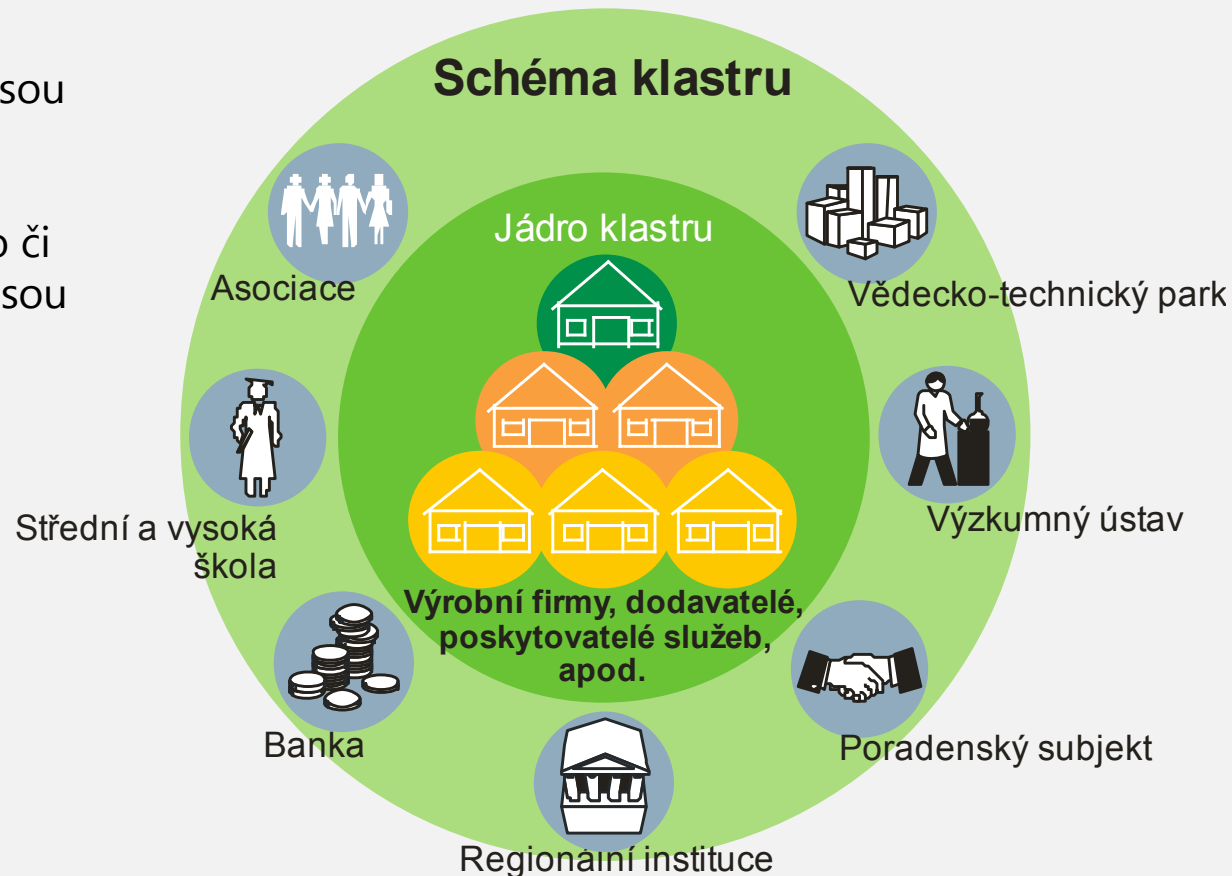 sou
o či
sou
Schéma klastru
Jádro klastru
Asociace
Vědecko-technický park
Střední a vysoká
škola
Výzkumný ústav
Výrobní firmy, dodavatelé,
poskytovatelé služeb,
apod.
Banka
Poradenský subjekt
Regionální instituce